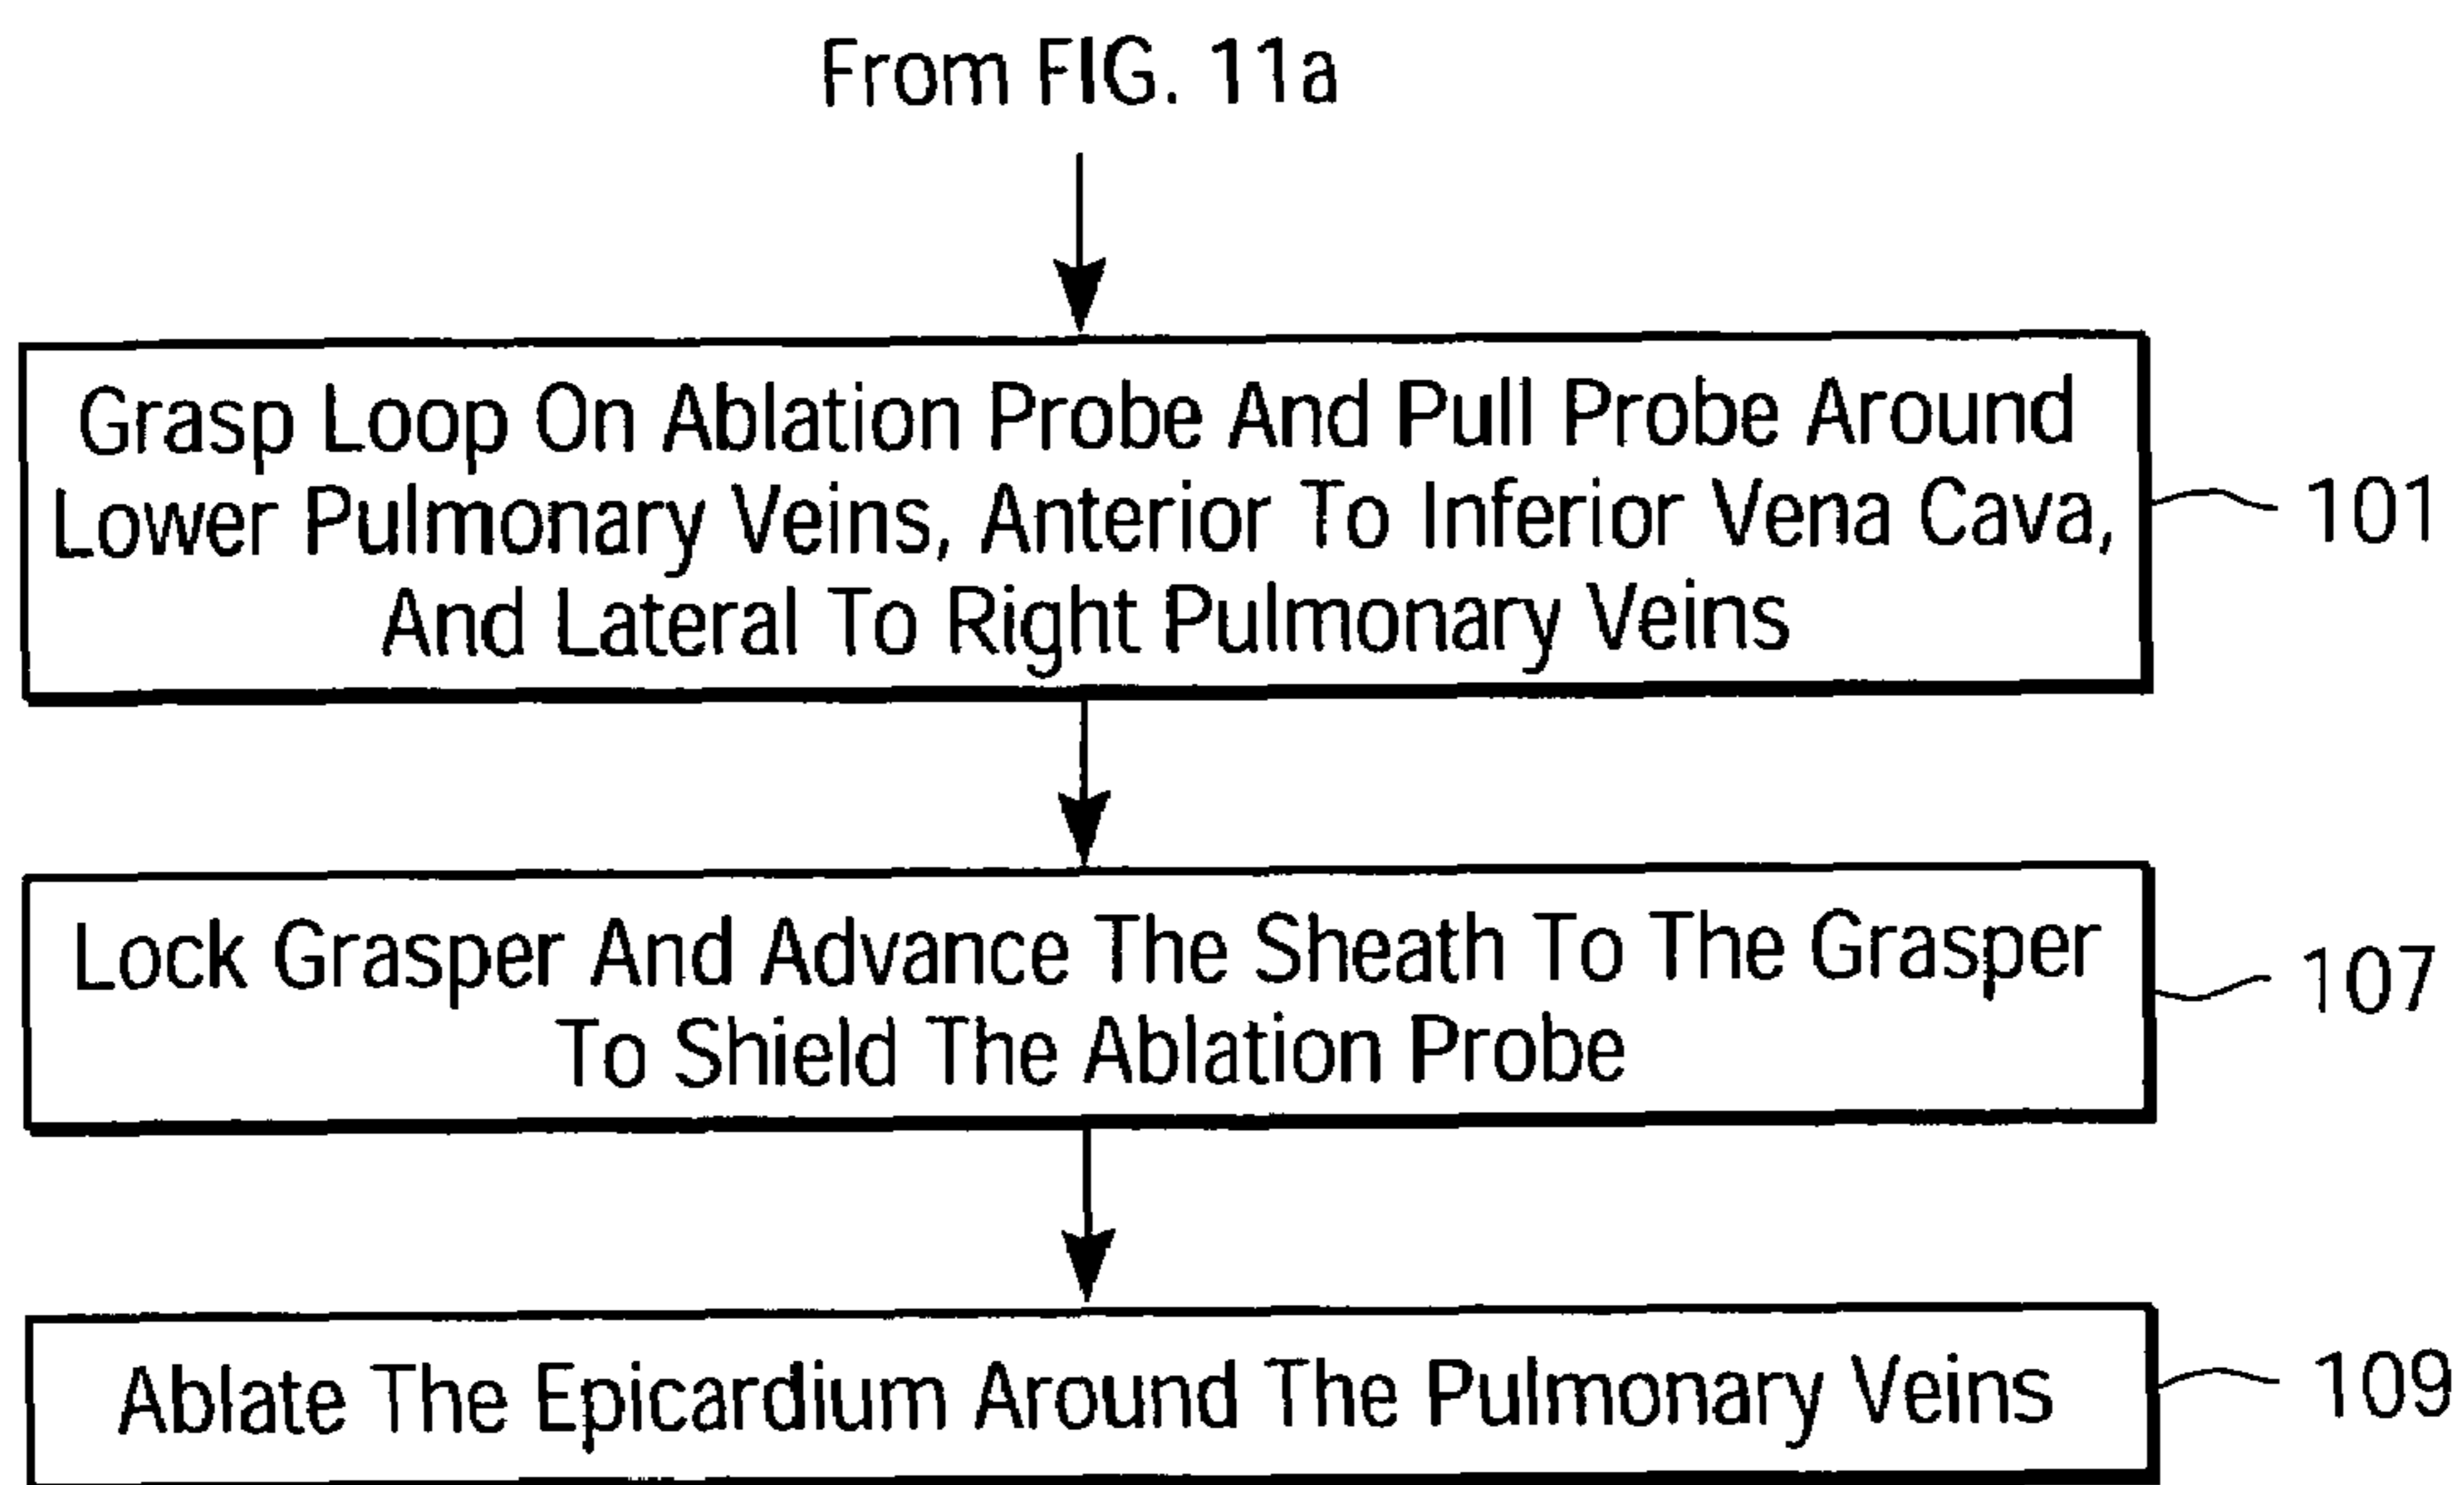 From FIG. 11a
Grasp Loop On Ablation Probe And Pull Probe Around
Lower Pulmonary Veins, Anterior To Inferior Vena Cava,
And Lateral To Right Pulmonary Veins
101
Lock Grasper And Advance The Sheath To The Grasper
To Shield The Ablation Probe
107
Ablate The Epicardium Around The Pulmonary Veins
109